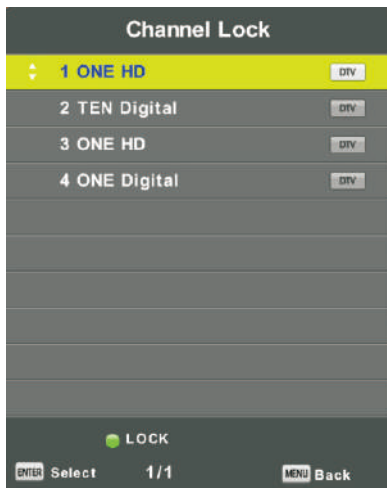 Channel Lock
1 ONE HD DTV
2 TEN Digital DTV
3 ONE HD DTV
4 ONE Digital DTV
LOCK
ENTER Select 1/1 MENU Back